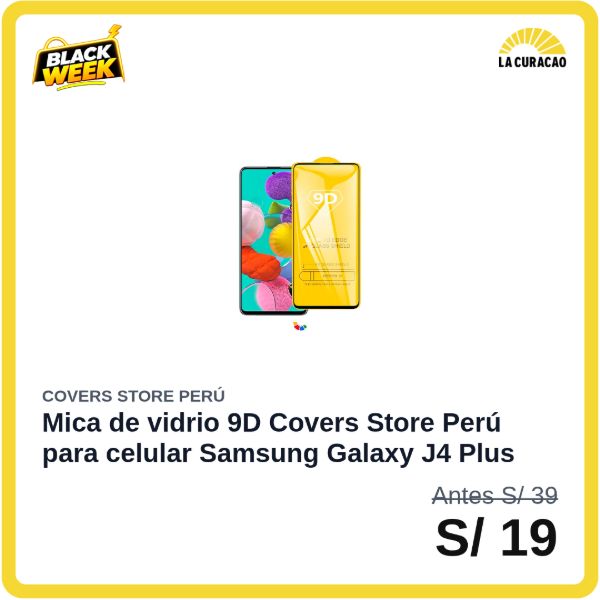 BLACK
WEEK
LA CURACAO
9D
COVERS STORE PERÚ
Mica de vidrio 9D Covers Store Perú
para celular Samsung Galaxy J4 Plus
Antes S/ 39
S/ 19